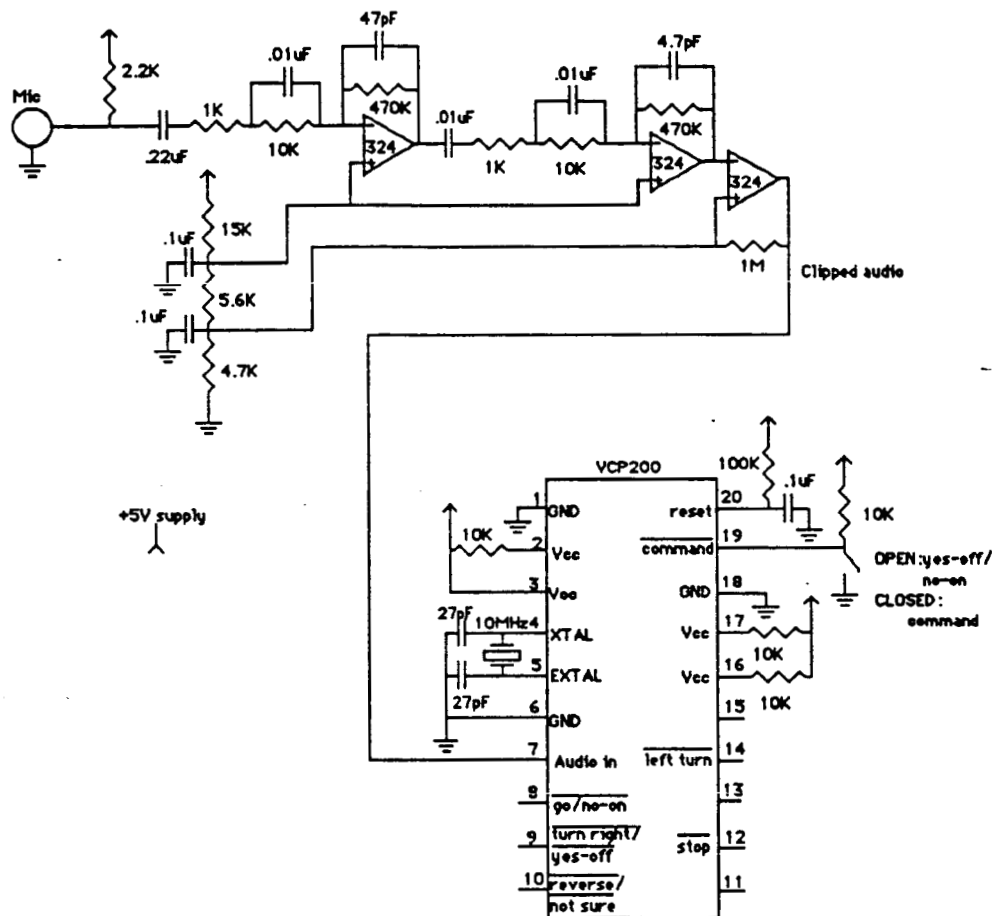 47pF
4.7pF
.01uF
.01uF
2.2K
Mic
1K
470K
.01uF
470K
10K
324
1K
10K
324
324
.22uF
15K
.1uF
1M
Clipped audio
5.6K
.1uF
4.7K
VCP200
100K
.1uF
10K
+5V supply
1
GND
reset
20
10K
2
Vcc
command
19
OPEN:yes-off/
no-on
CLOSED:
command
3
Vcc
GND
18
27pF
10MHz
4
XTAL
Vcc
17
10K
5
EXTAL
Vcc
16
10K
27pF
6
GND
15
7
Audio in
left turn
14
8
go/no-on
13
9
turn right/
yes-off
stop
12
10
reverse/
not sure
11